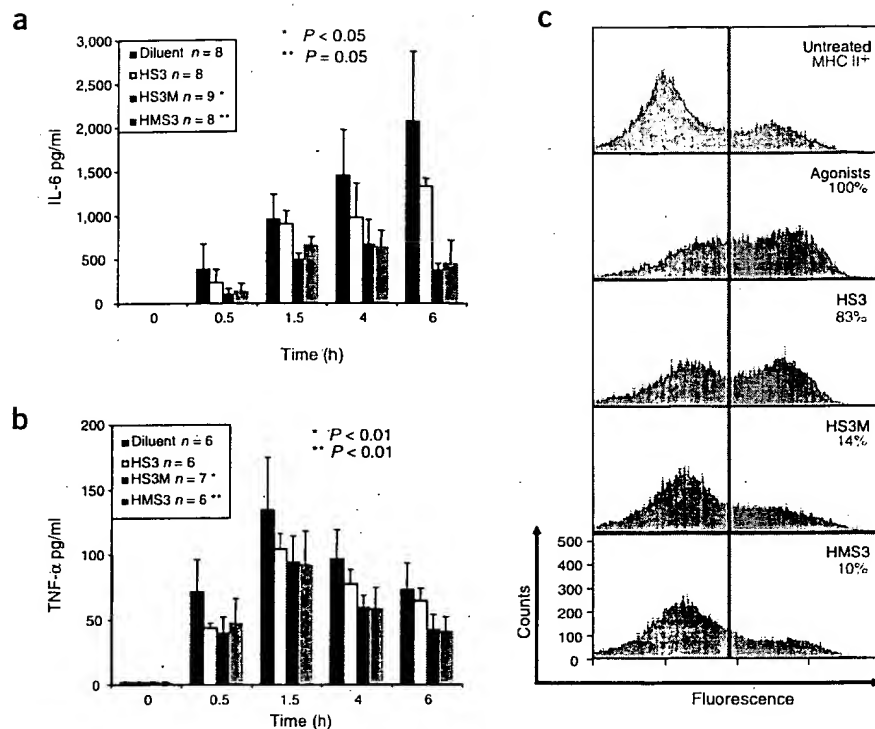 a
3,000
2,500
2,000
1,500
1,000
500
0
IL-6 pg/ml
Diluent n = 8
HS3 n = 8
HS3M n = 9 *
HMS3 n = 8 **
* P < 0.05
** P = 0.05
0 0.5 1.5 4 6
Time (h)
b
200
150
100
50
0
TNF-α pg/ml
Diluent n = 6
HS3 n = 6
HS3M n = 7 *
HMS3 n = 6 **
* P < 0.01
** P < 0.01
0 0.5 1.5 4 6
Time (h)
c
Untreated
MHC II+
Agonists
100%
HS3
83%
HS3M
14%
HMS3
10%
500
400
300
200
100
0
Counts
Fluorescence